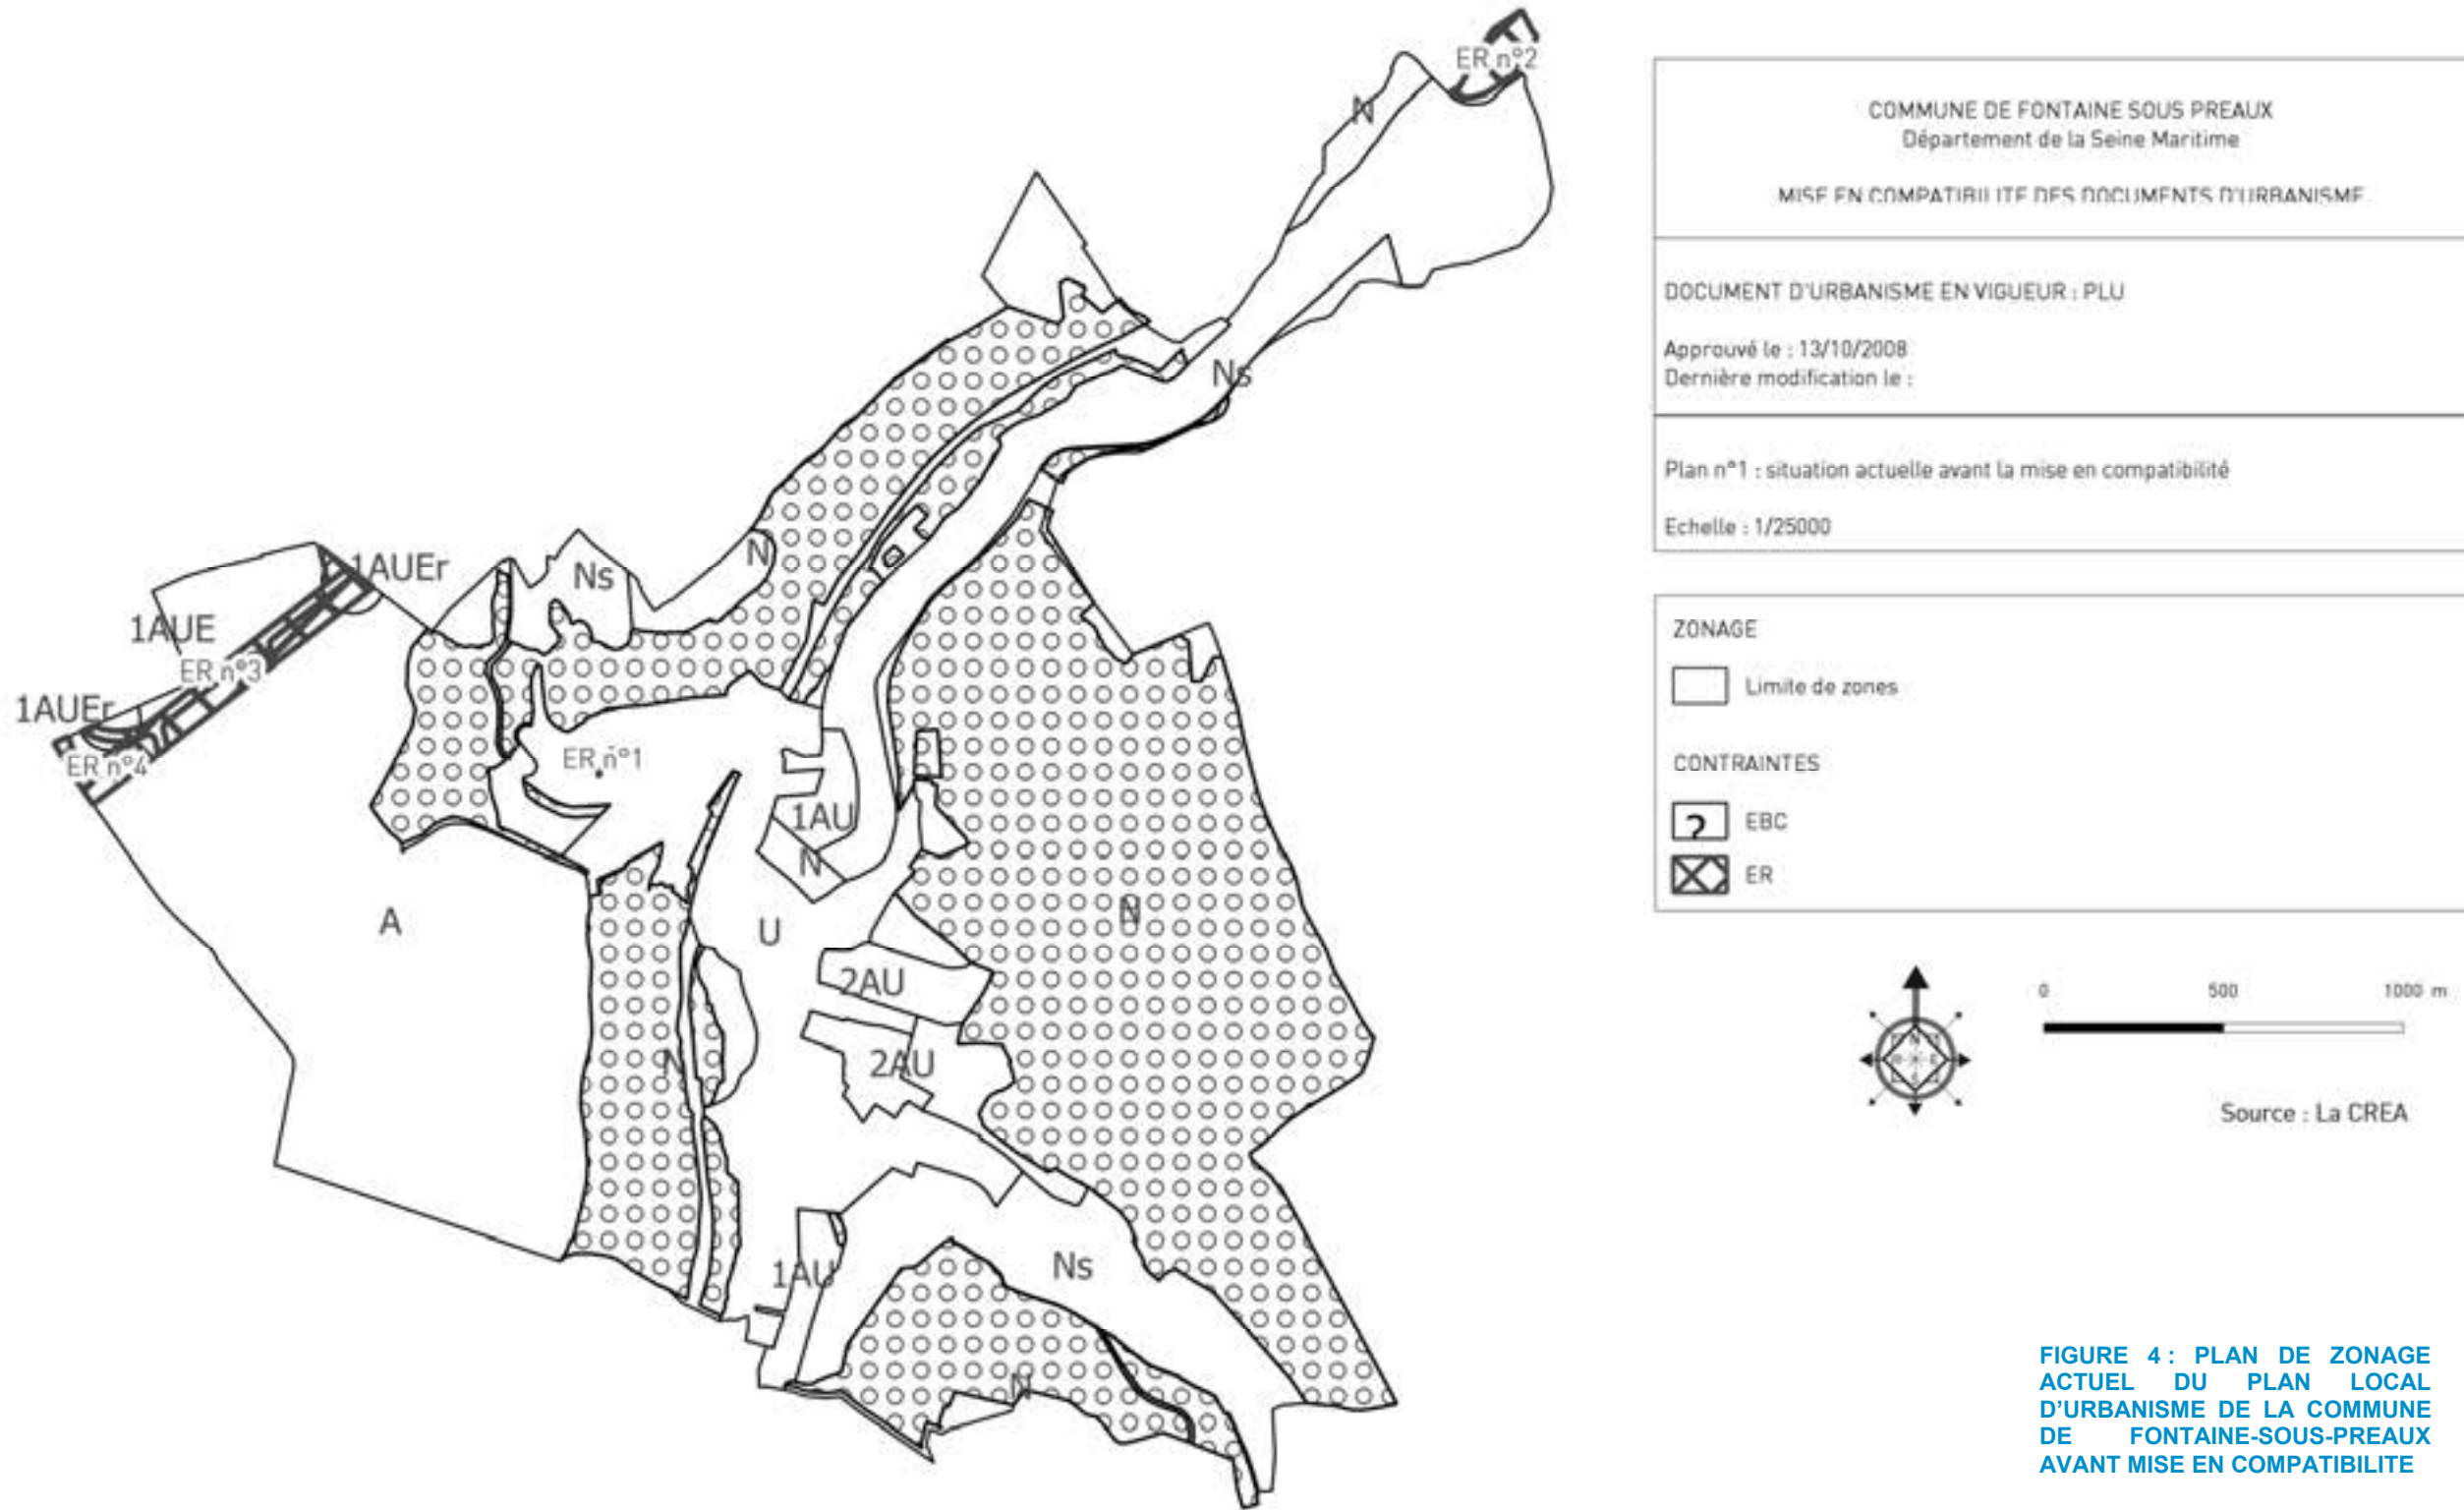 ER n°2
N
Ns
1AUEr
Ns
N
1AUE
ER n°3
1AUEr
ER n°4
ER n°1
1AU
N
A
U
N
2AU
N
2AU
1AU
Ns
N
COMMUNE DE FONTAINE SOUS PREAUX
Département de la Seine Maritime
MISE EN COMPATIBILITE DES DOCUMENTS D'URBANISME
DOCUMENT D'URBANISME EN VIGUEUR : PLU
Approuvé le : 13/10/2008
Dernière modification le :
Plan n°1 : situation actuelle avant la mise en compatibilité
Echelle : 1/25000
ZONAGE
Limite de zones
CONTRAINTES
? EBC
ER
0 500 1000 m
Source : La CREA
FIGURE 4 : PLAN DE ZONAGE
ACTUEL DU PLAN LOCAL
D'URBANISME DE LA COMMUNE
DE FONTAINE-SOUS-PREAUX
AVANT MISE EN COMPATIBILITE